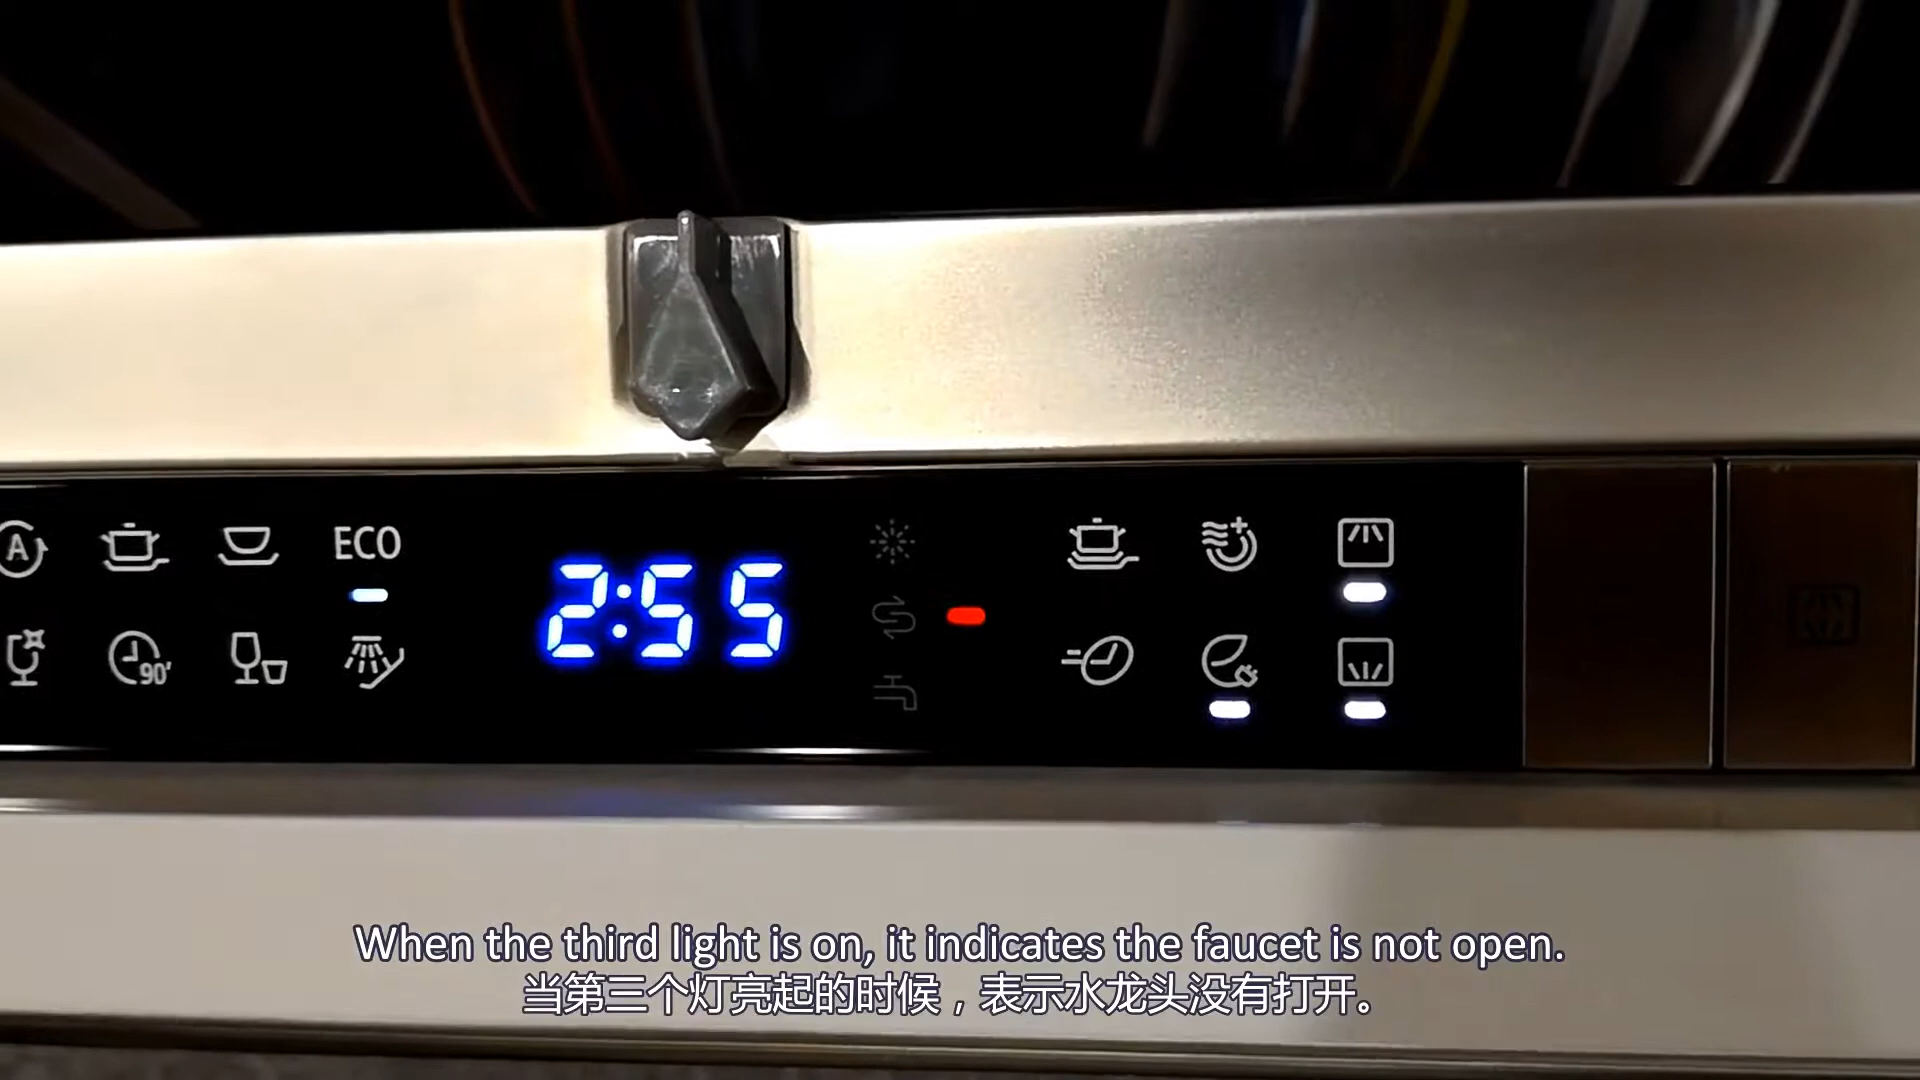 A
ECO
2:55
90'
When the third light is on, it indicates the faucet is not open.
当第三个灯亮起的时候，表示水龙头没有打开。